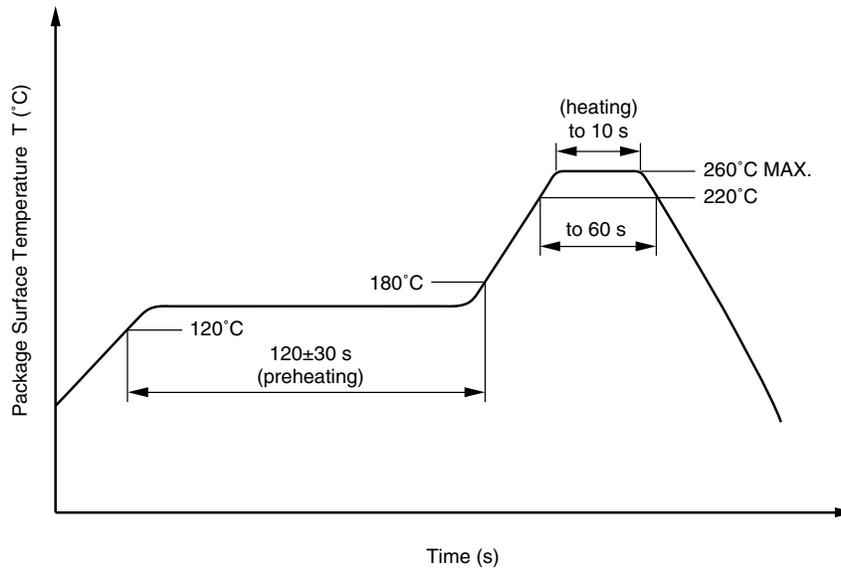 Package Surface Temperature T (˚C)
(heating)
to 10 s
260˚C MAX.
220˚C
to 60 s
180˚C
120˚C
120±30 s
(preheating)
Time (s)